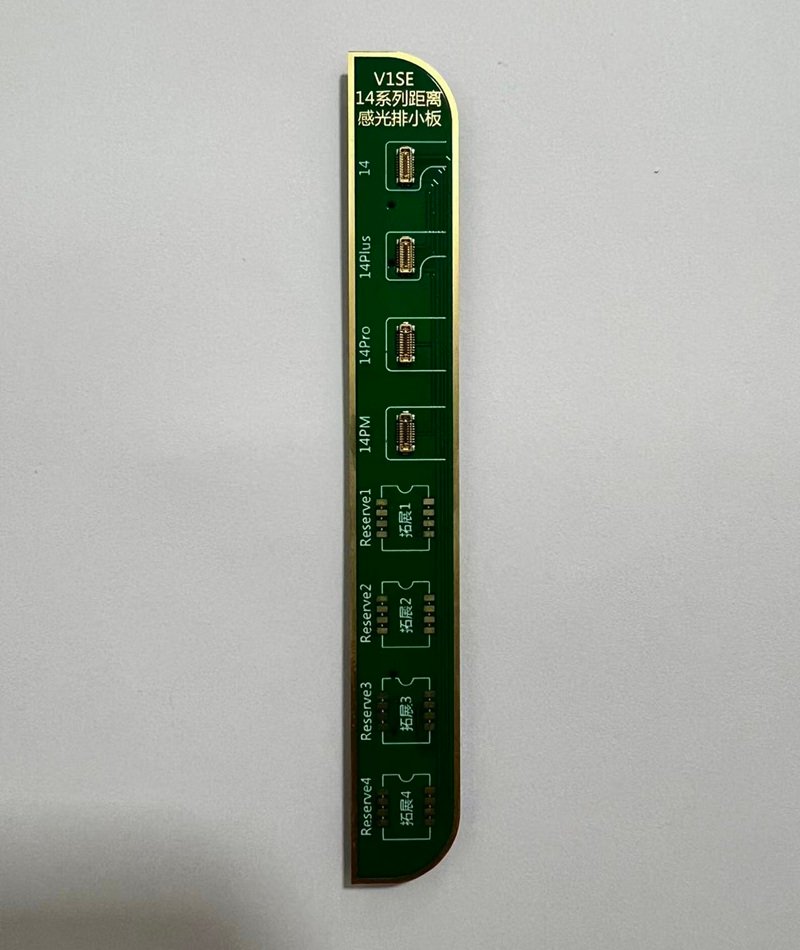 V1SE
14系列距离
感光排小板
14
14Plus
14Pro
14PM
Reserve1
拓展1
Reserve2
拓展2
Reserve3
拓展3
Reserve4
拓展4